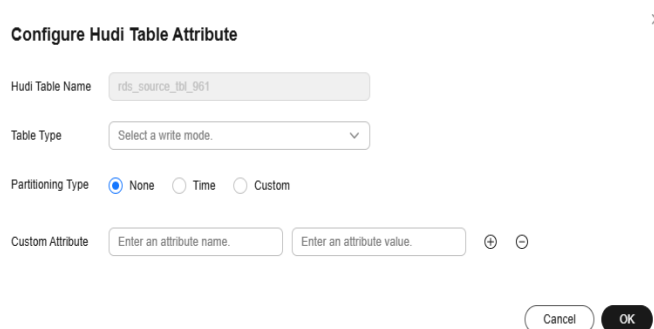 Configure Hudi Table Attribute
Hudi Table Name rds_source_tbl_961
Table Type Select a write mode.
Partitioning Type None Time Custom
Custom Attribute Enter an attribute name. Enter an attribute value.
Cancel OK